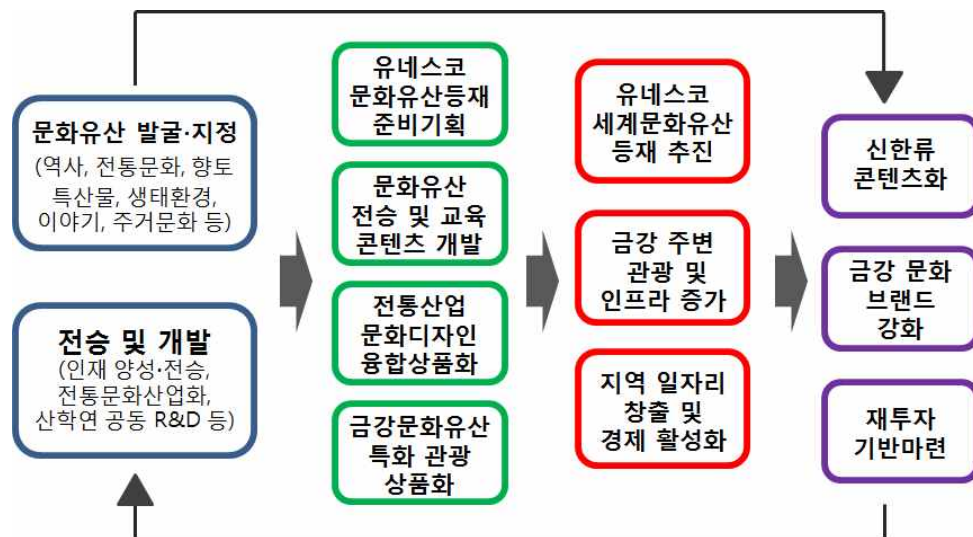 문화유산 발굴·지정
(역사, 전통문화, 향토
특산물, 생태환경,
이야기, 주거문화 등)
전승 및 개발
(인재 양성·전승,
전통문화산업화,
산학연 공동 R&D 등)
유네스코
문화유산등재
준비기획
문화유산
전승 및 교육
콘텐츠 개발
전통산업
문화디자인
융합상품화
금강문화유산
특화 관광
상품화
유네스코
세계문화유산
등재 추진
금강 주변
관광 및
인프라 증가
지역 일자리
창출 및
경제 활성화
신한류
콘텐츠화
금강 문화
브랜드
강화
재투자
기반마련